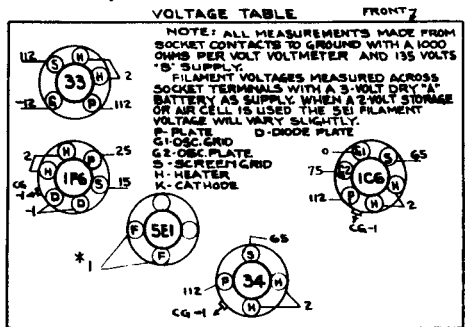 VOLTAGE TABLE
FRONT
NOTE: ALL MEASUREMENTS MADE FROM
SOCKET CONTACTS TO GROUND WITH A 1000
OHMS PER VOLT VOLTMETER AND 135 VOLTS
"B" SUPPLY.
FILAMENT VOLTAGES MEASURED ACROSS
SOCKET TERMINALS WITH A 3-VOLT DRY "A"
BATTERY AS SUPPLY. WHEN A 2-VOLT STORAGE
OR AIR CELL IS USED THE 5E1 FILAMENT
VOLTAGE WILL VARY SLIGHTLY.
P-PLATE D-DIODE PLATE
G1-OSC. GRID
G2-OSC. PLATE
S-SCREEN GRID
H-HEATER
K-CATHODE
112 S H
33 H 2
-12 G P 112
2 H P 25
H 1F6 S 15
CG -1 D D
-1
F 5E1
*1 F
65
S
P 34 H
112 H 2
CG -1
0 G1 S 65
75 G2 1C6 H
112 P H 2
CG-1